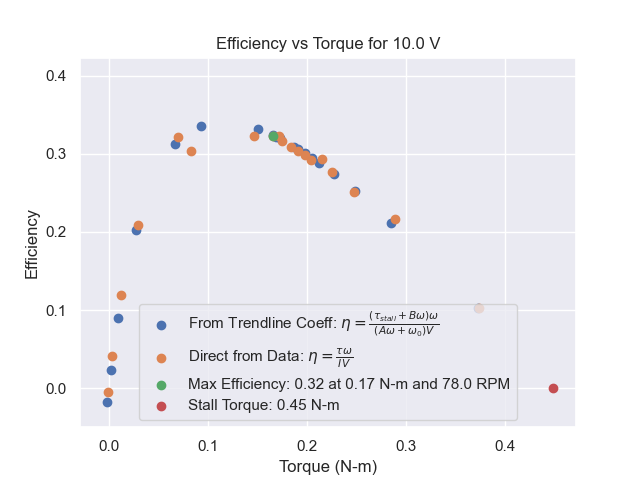 Efficiency vs Torque for 10.0 V
0.4
0.3
0.2
0.1
0.0
Efficiency
From Trendline Coeff: η = (τ_stall + Bω)ω / (Aω + ω₀)V
Direct from Data: η = τω / IV
Max Efficiency: 0.32 at 0.17 N-m and 78.0 RPM
Stall Torque: 0.45 N-m
0.0 0.1 0.2 0.3 0.4
Torque (N-m)